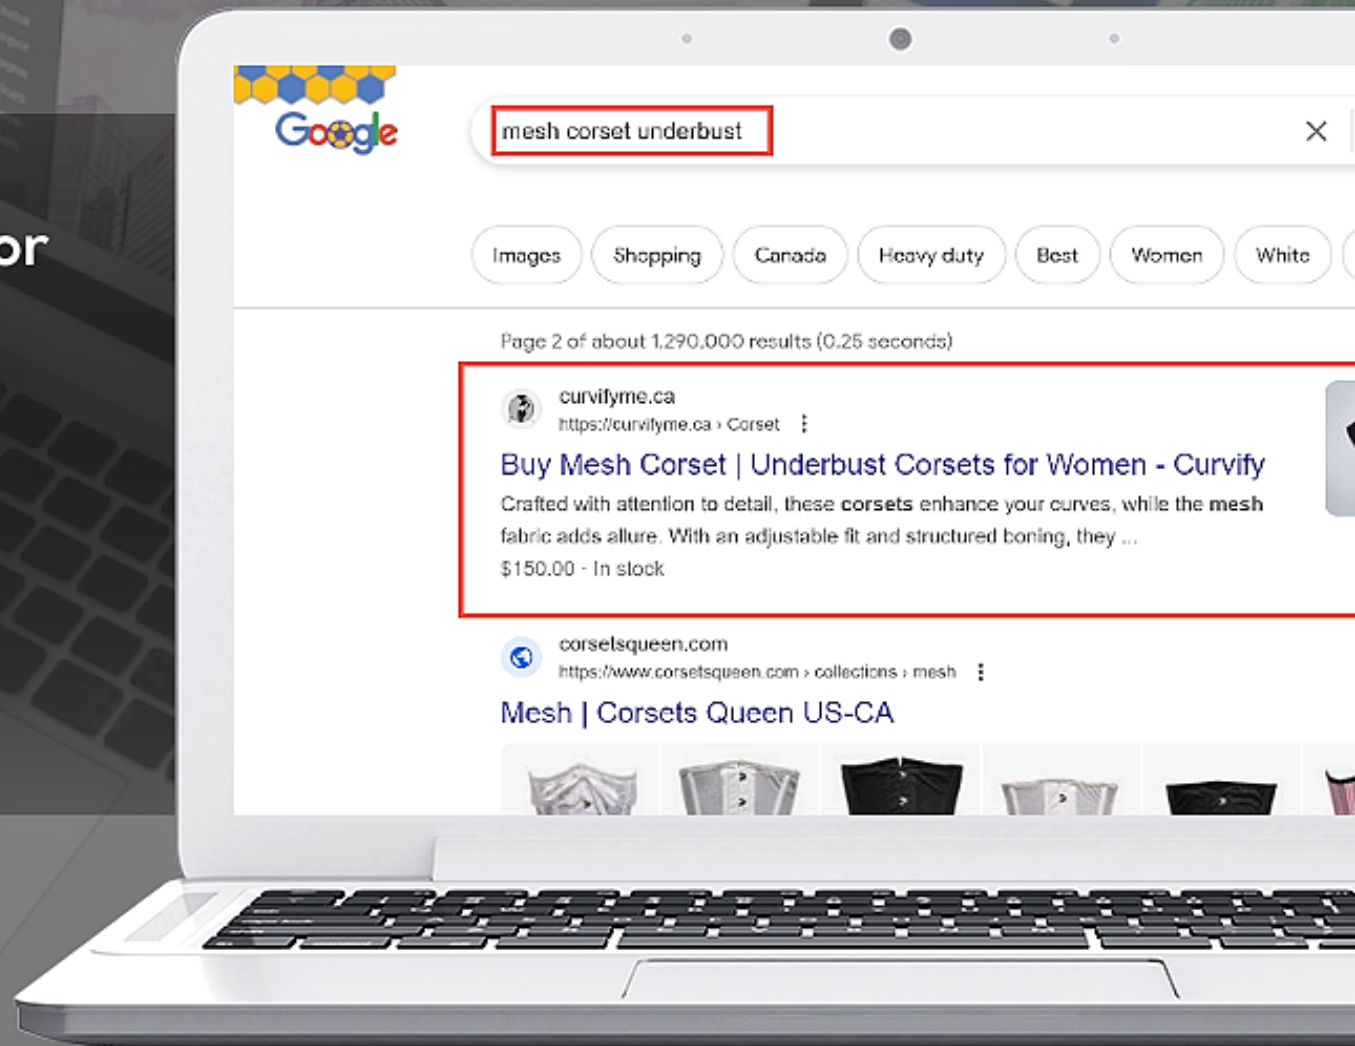 or
Google
mesh corset underbust
Images
Shopping
Canada
Heavy duty
Best
Women
White
Page 2 of about 1,290,000 results (0.25 seconds)
curvifyme.ca
https://curvifyme.ca › Corset
Buy Mesh Corset | Underbust Corsets for Women - Curvify
Crafted with attention to detail, these corsets enhance your curves, while the mesh
fabric adds allure. With an adjustable fit and structured boning, they ...
$150.00 · In stock
corsetsqueen.com
https://www.corsetsqueen.com › collections › mesh
Mesh | Corsets Queen US-CA